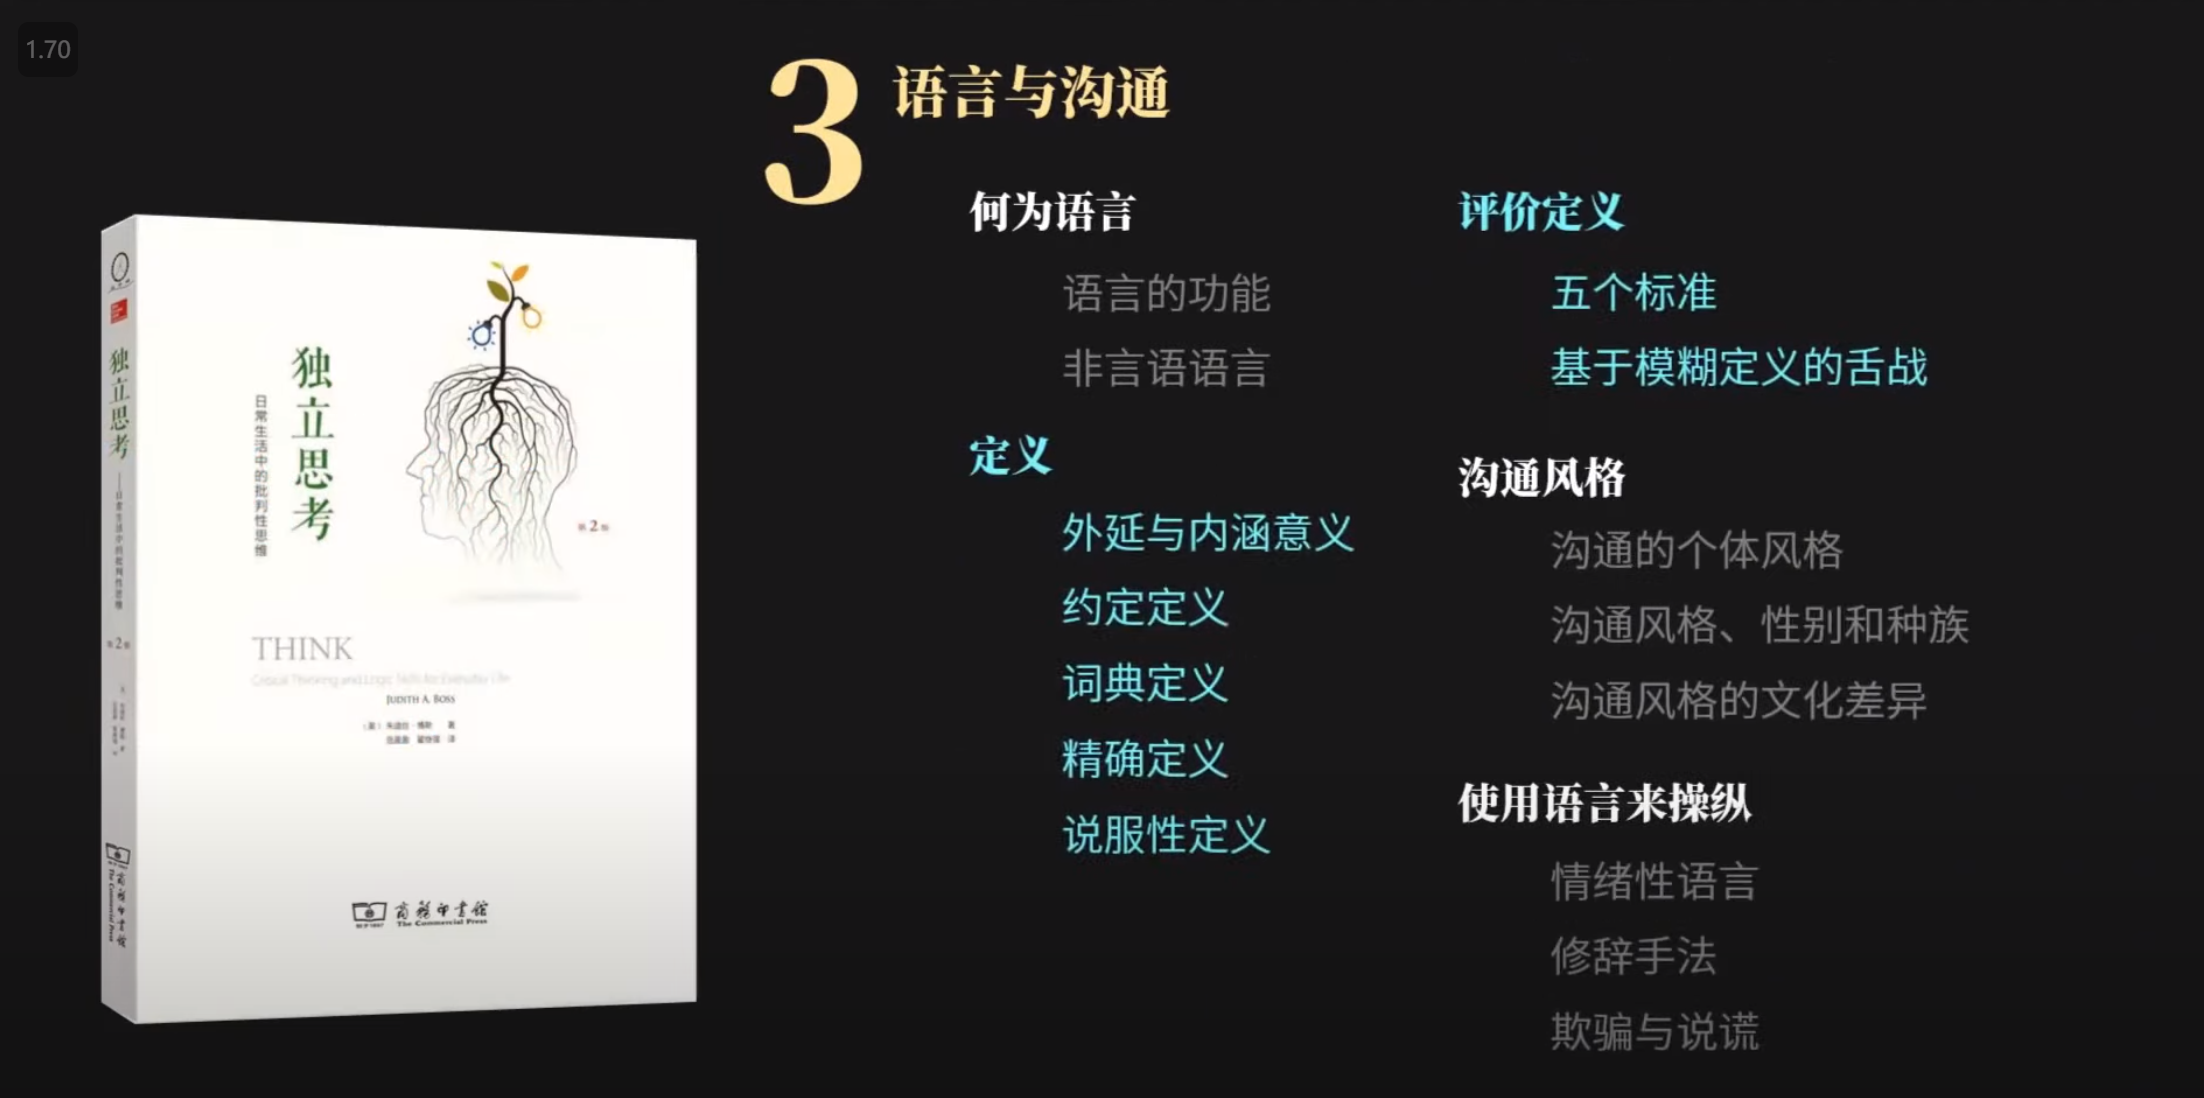 1.70
3
语言与沟通
何为语言
语言的功能
非言语语言
定义
外延与内涵意义
约定定义
词典定义
精确定义
说服性定义
评价定义
五个标准
基于模糊定义的舌战
沟通风格
沟通的个体风格
沟通风格、性别和种族
沟通风格的文化差异
使用语言来操纵
情绪性语言
修辞手法
欺骗与说谎
独立思考
日常生活中的批判性思维
第2版
THINK
Critical Thinking and Logic Skills for Everyday Life
JUDITH A. BOSS
商务印书馆
The Commercial Press
独立思考
——日常生活中的批判性思维
第2版
商务印书馆
The Commercial Press